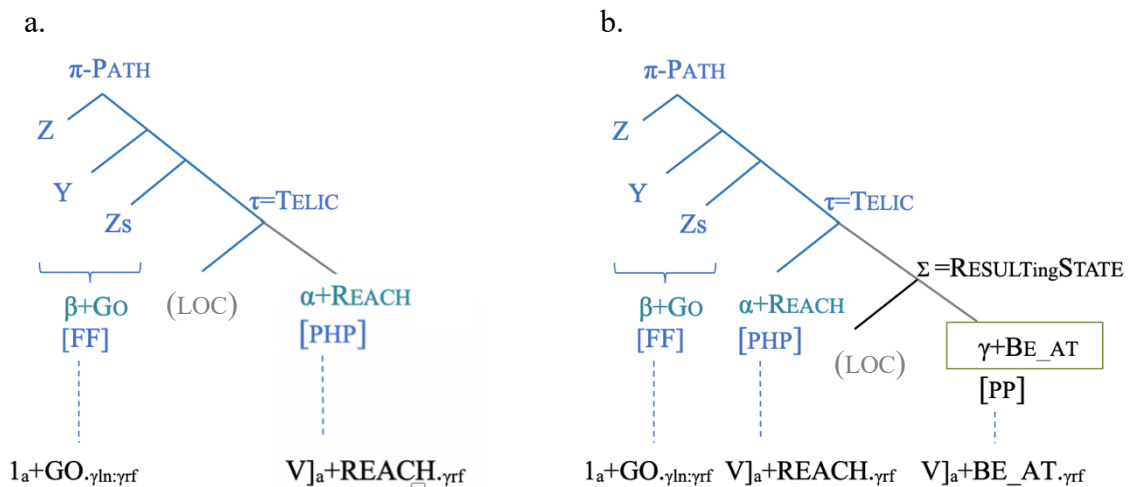 a.
π-PATH
Z
Y
Zs
τ=TELIC
β+GO
[FF]
(LOC)
α+REACH
[PHP]
1ₐ+GO.γln:γrf
V]ₐ+REACH.γrf
b.
π-PATH
Z
Y
Zs
τ=TELIC
Σ=RESULTingSTATE
β+GO
[FF]
α+REACH
[PHP]
(LOC)
γ+BE_AT
[PP]
1ₐ+GO.γln:γrf
V]ₐ+REACH.γrf
V]ₐ+BE_AT.γrf